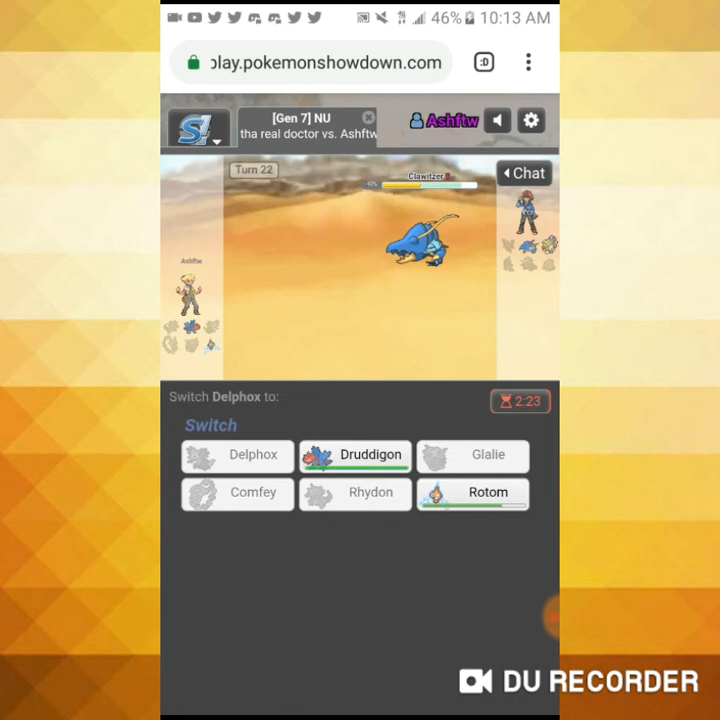 46% 10:13 AM
olay.pokemonshowdown.com :D
[Gen 7] NU
tha real doctor vs. Ashftw
Ashftw
Turn 22
Chat
Clawitzer
Ashftw
Switch Delphox to:
2:23
Switch
Delphox Druddigon Glalie
Comfey Rhydon Rotom
DU RECORDER